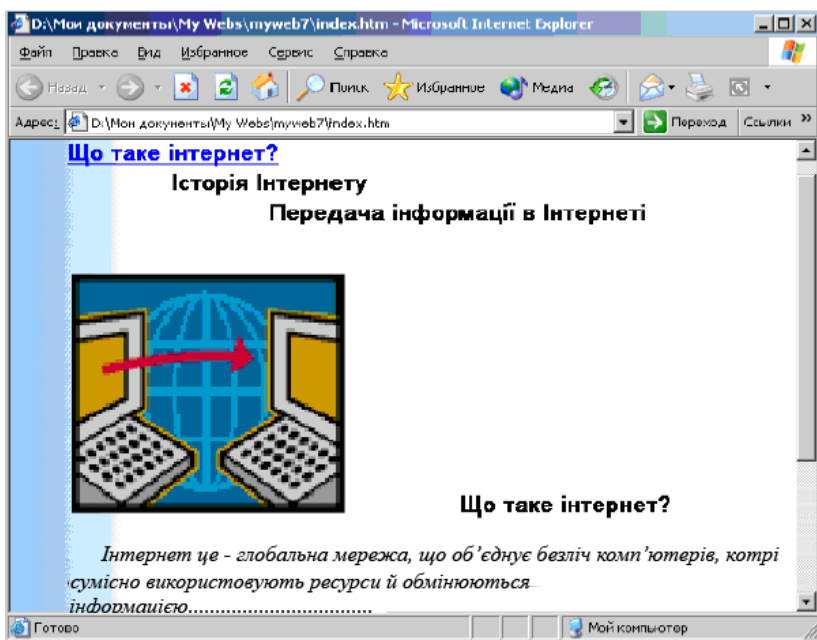 D:\Мои документы\My Webs\myweb7\index.htm - Microsoft Internet Explorer
Файл Правка Вид Избранное Сервис Справка
Назад Поиск Избранное Медиа
Адрес: D:\Мои документы\My Webs\myweb7\index.htm Переход Ссылки »
Що таке інтернет?
Історія Інтернету
Передача інформації в Інтернеті
Що таке інтернет?
Інтернет це - глобальна мережа, що об’єднує безліч комп’ютерів, котрі
сумісно використовують ресурси й обмінюються
інформацією..................................
Готово Мой компьютер